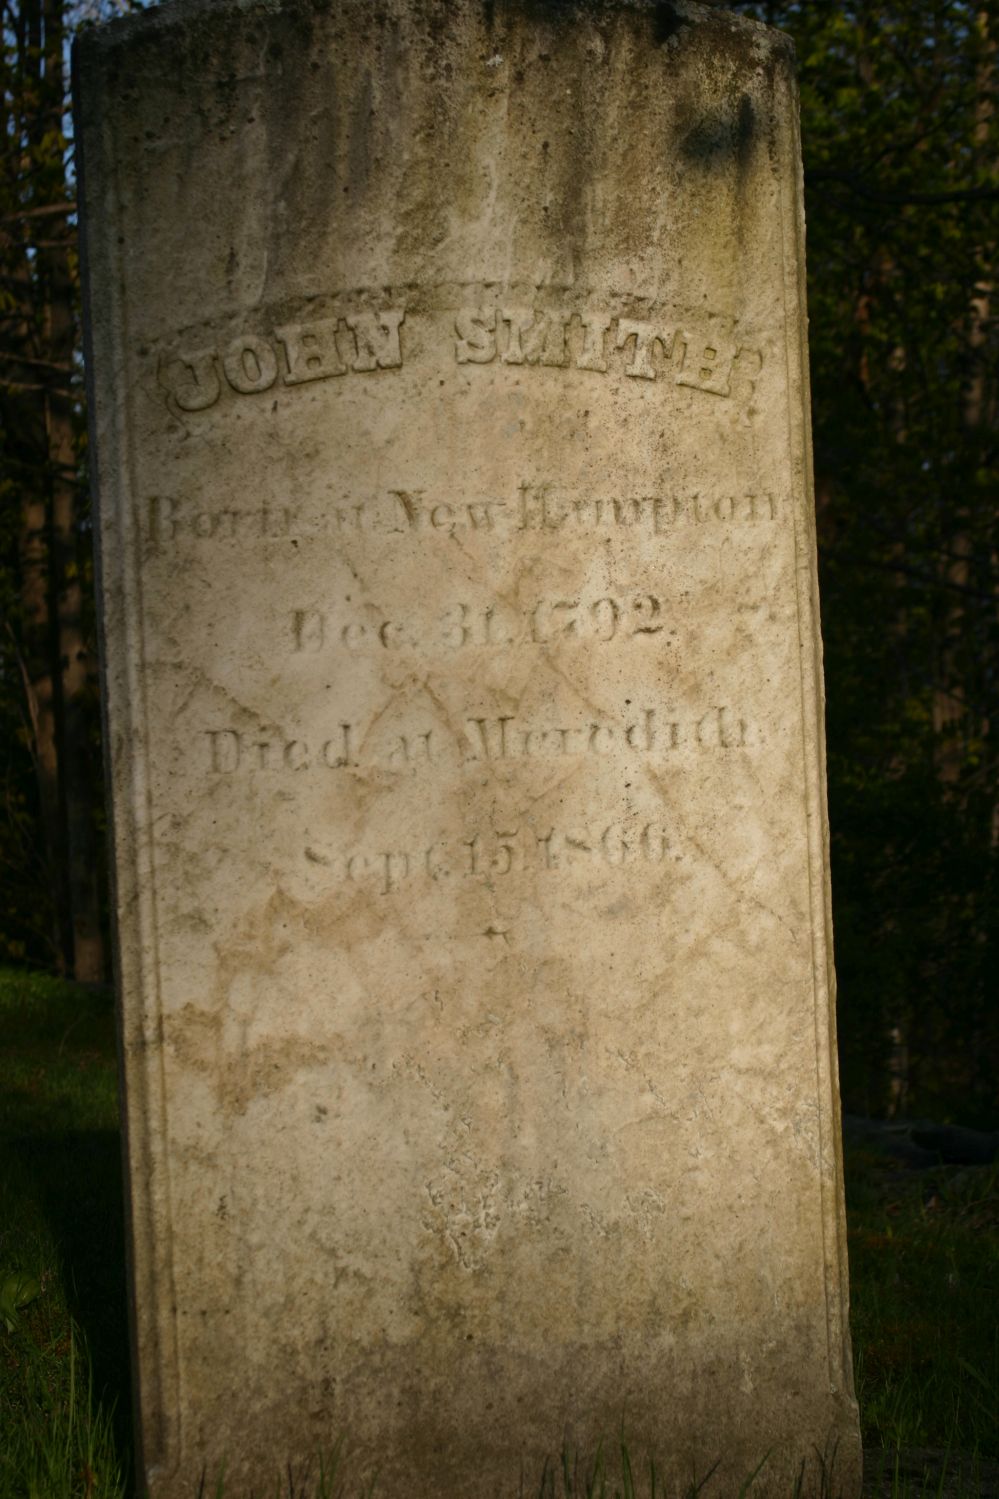 JOHN SMITH
Born at New Hampton
Dec. 31. 1792.
Died at Meredith.
Sept. 15. 1866.